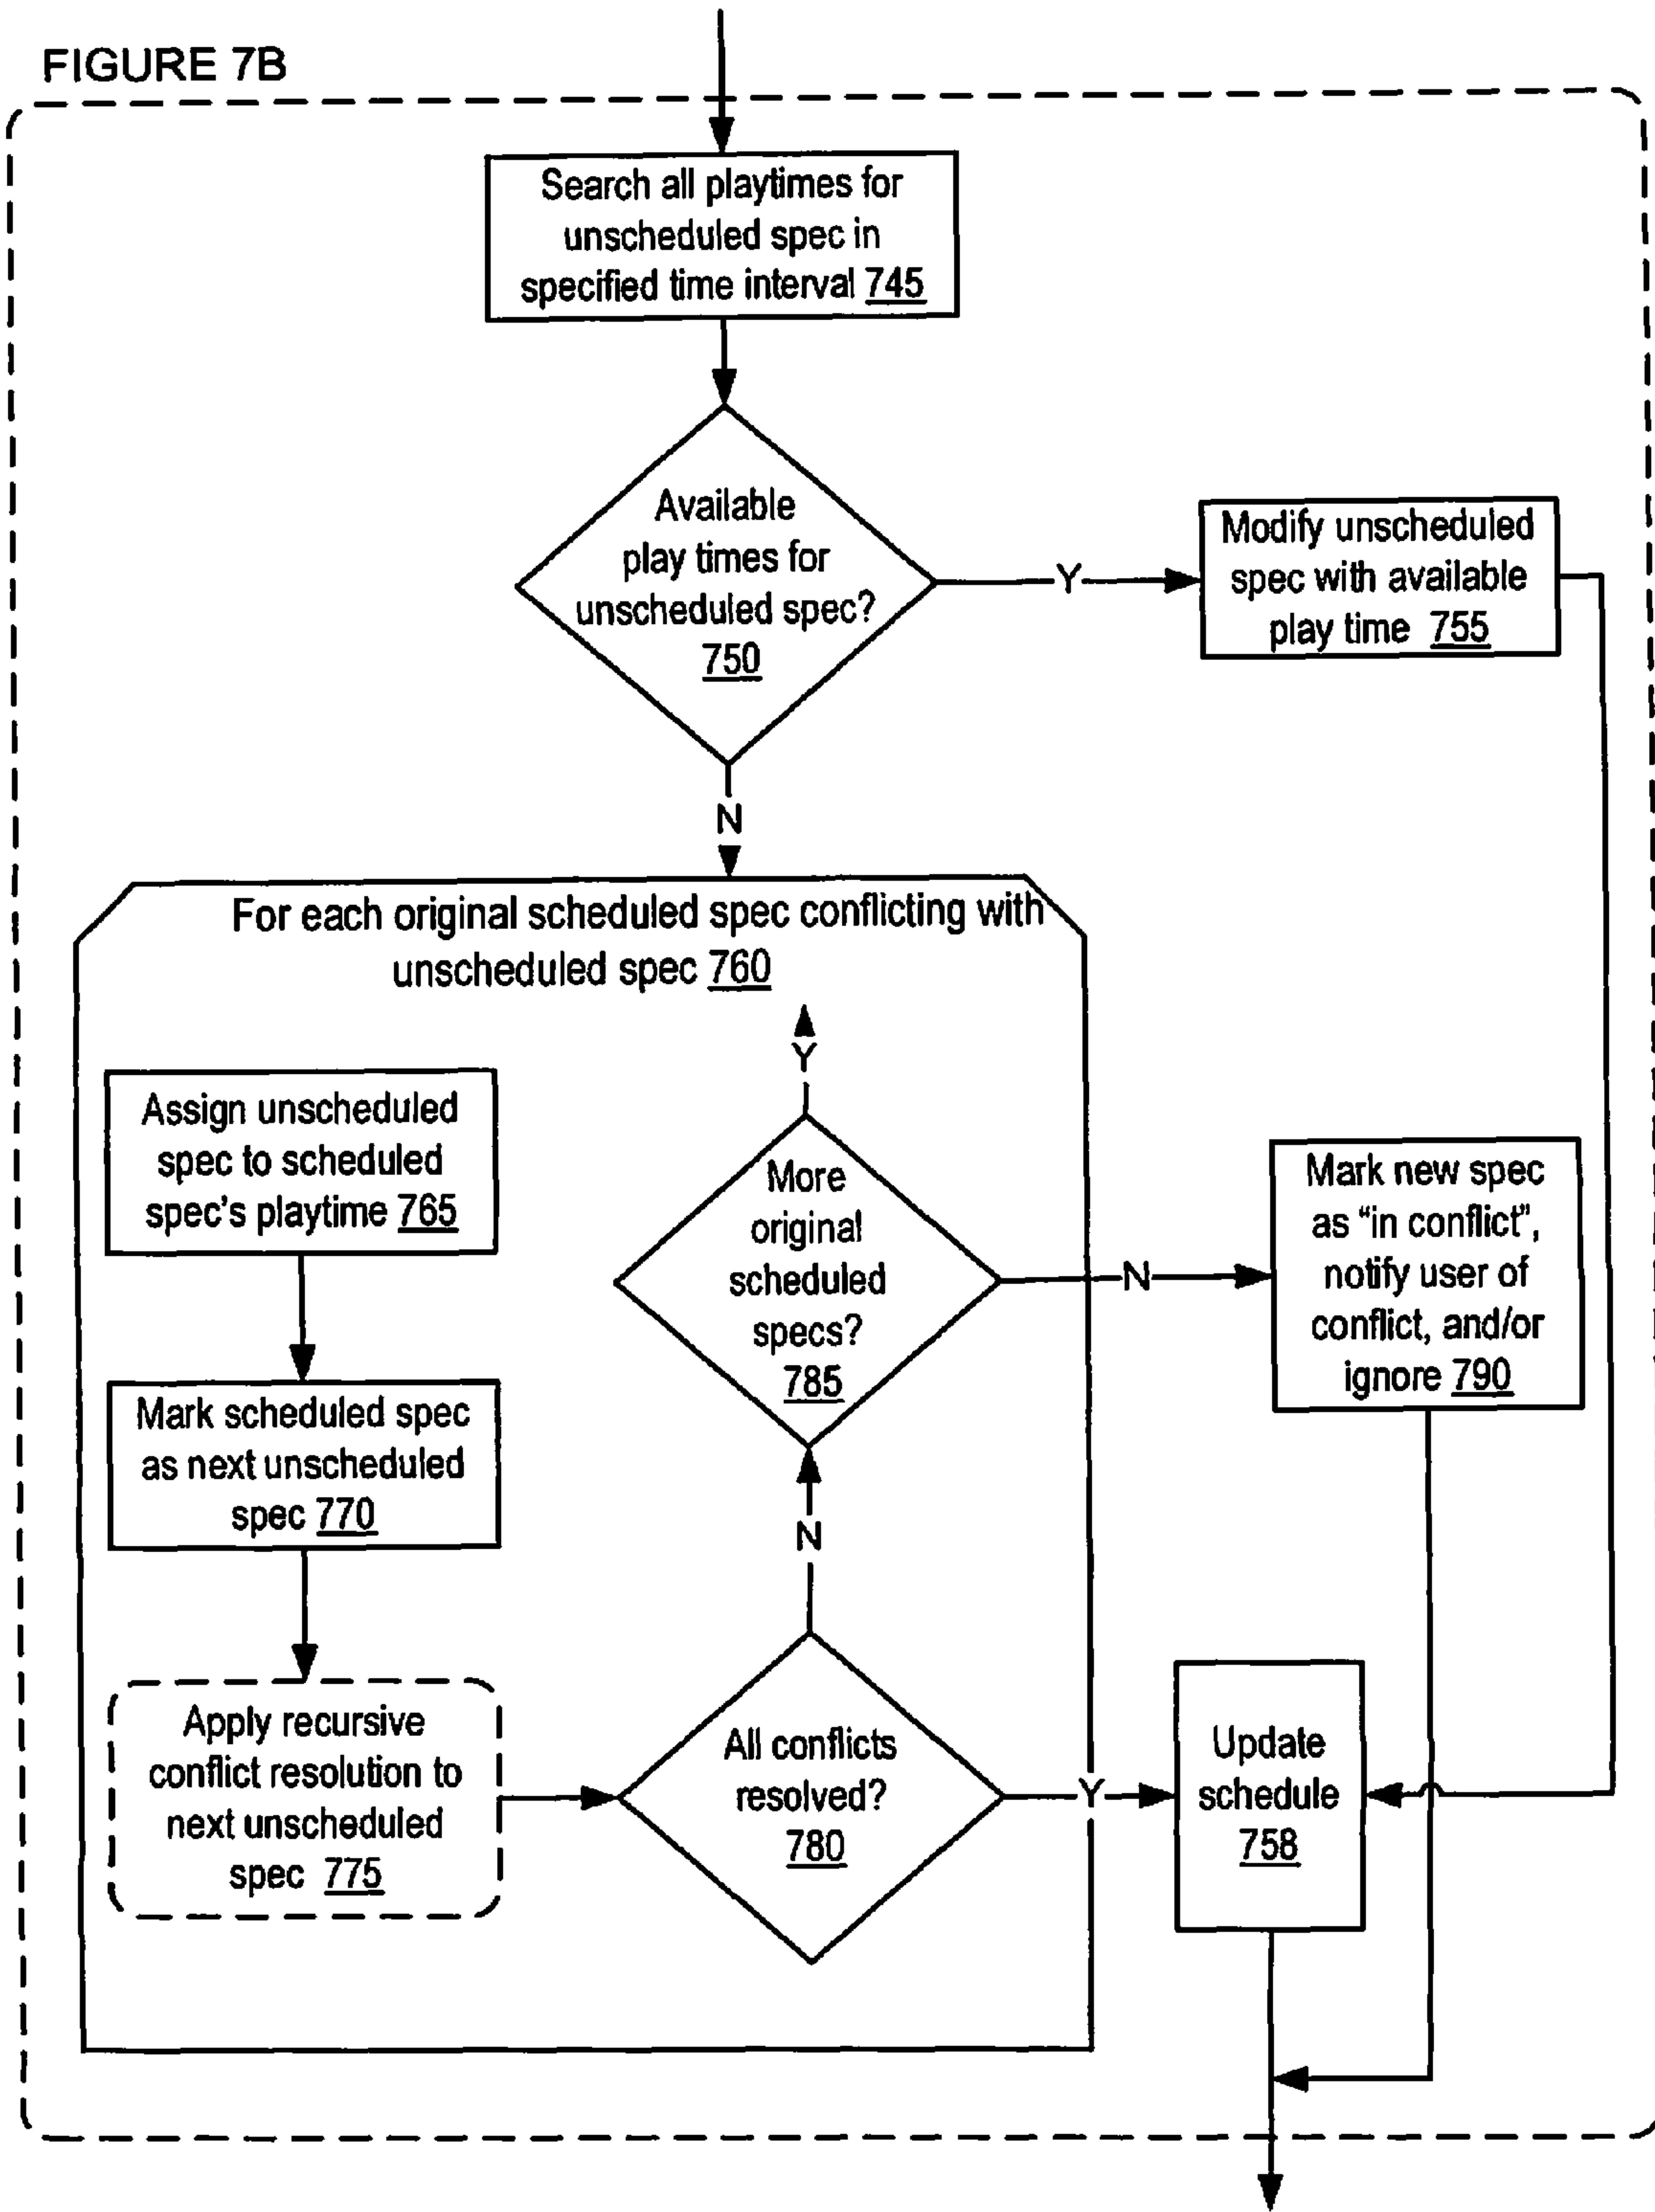 FIGURE 7B
Search all playtimes for
unscheduled spec in
specified time interval 745
Available
play times for
unscheduled spec?
750
Y
Modify unscheduled
spec with available
play time 755
N
For each original scheduled spec conflicting with
unscheduled spec 760
Y
Assign unscheduled
spec to scheduled
spec's playtime 765
More
original
scheduled
specs?
785
N
Mark new spec
as “in conflict”,
notify user of
conflict, and/or
ignore 790
Mark scheduled spec
as next unscheduled
spec 770
N
Apply recursive
conflict resolution to
next unscheduled
spec 775
All conflicts
resolved?
780
Y
Update
schedule
758